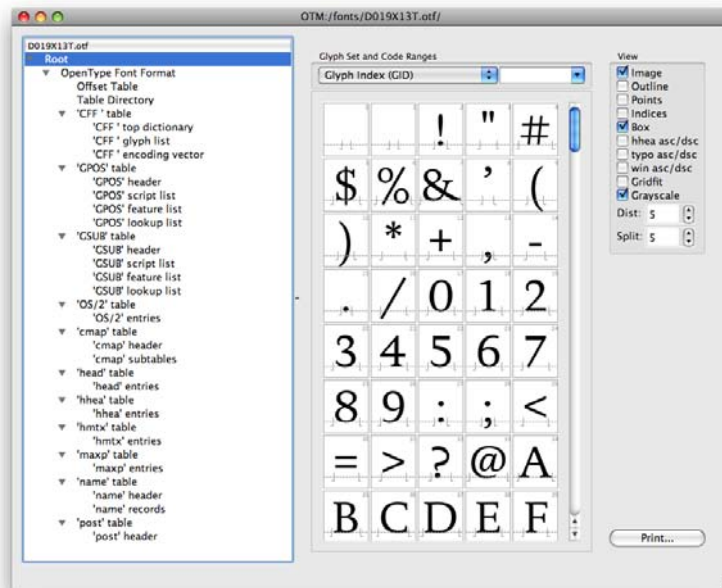 OTM:/fonts/D019X13T.otf/
D019X13T.otf
Root
OpenType Font Format
Offset Table
Table Directory
'CFF ' table
'CFF ' top dictionary
'CFF ' glyph list
'CFF ' encoding vector
'GPOS' table
'GPOS' header
'GPOS' script list
'GPOS' feature list
'GPOS' lookup list
'GSUB' table
'GSUB' header
'GSUB' script list
'GSUB' feature list
'GSUB' lookup list
'OS/2' table
'OS/2' entries
'cmap' table
'cmap' header
'cmap' subtables
'head' table
'head' entries
'hhea' table
'hhea' entries
'hmtx' table
'hmtx' entries
'maxp' table
'maxp' entries
'name' table
'name' header
'name' records
'post' table
'post' header
Glyph Set and Code Ranges
Glyph Index (GID)
! " #
$ % & ’ (
) * + , -
. / 0 1 2
3 4 5 6 7
8 9 : ; <
= > ? @ A
B C D E F
View
Image
Outline
Points
Indices
Box
hhea asc/dsc
typo asc/dsc
win asc/dsc
Gridfit
Grayscale
Dist: 5
Split: 5
Print...